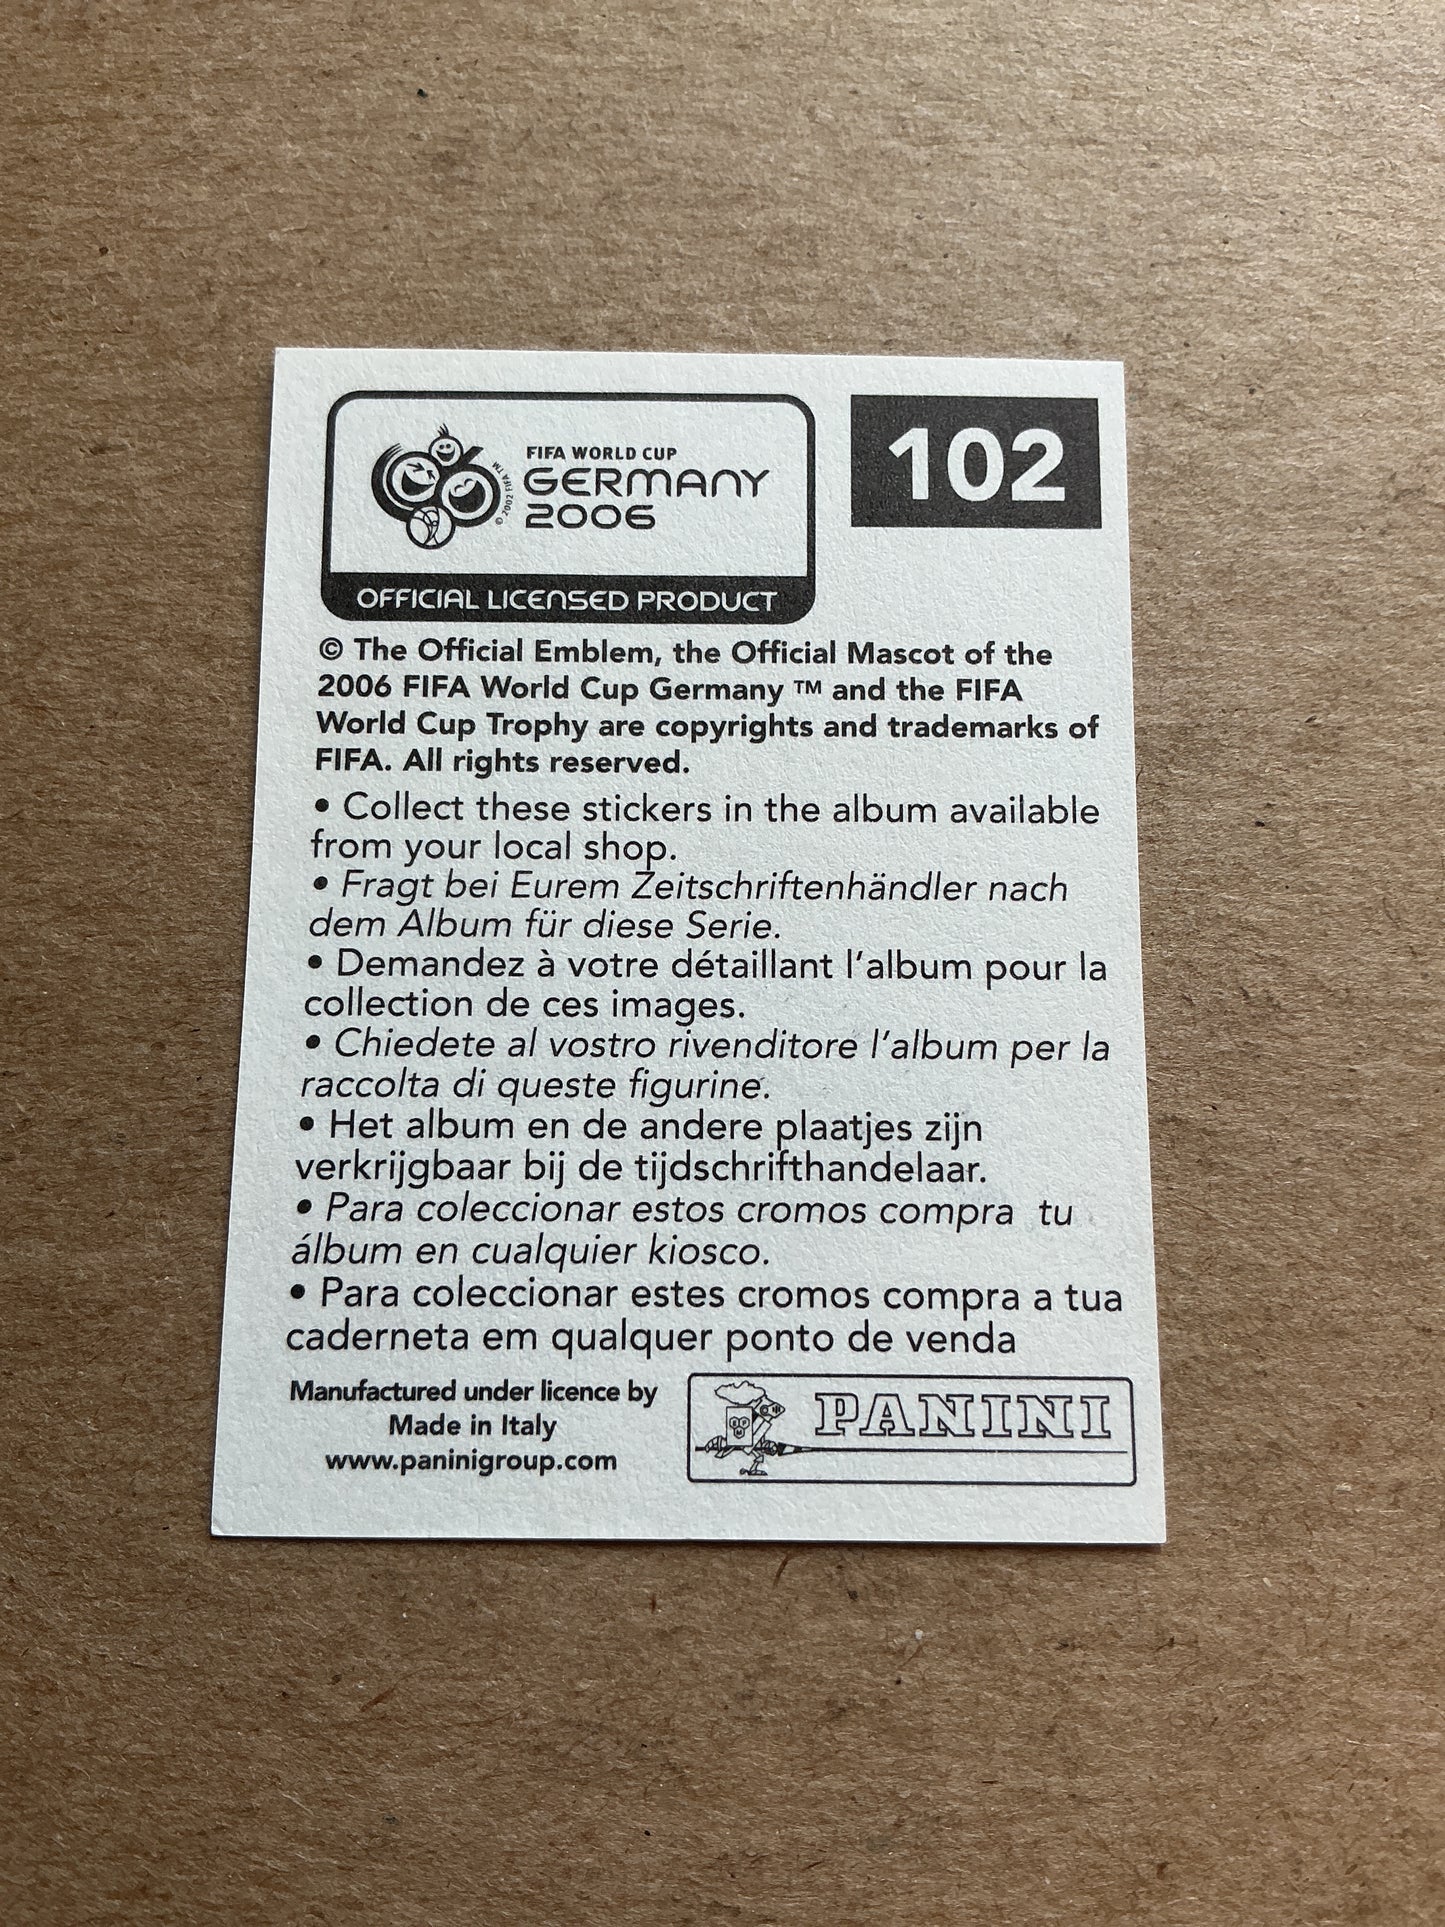 FIFA WORLD CUP
GERMANY
2006
© 2002 FIFA TM
102
OFFICIAL LICENSED PRODUCT
© The Official Emblem, the Official Mascot of the
2006 FIFA World Cup Germany ™ and the FIFA
World Cup Trophy are copyrights and trademarks of
FIFA. All rights reserved.
• Collect these stickers in the album available
from your local shop.
• Fragt bei Eurem Zeitschriftenhändler nach
dem Album für diese Serie.
• Demandez à votre détaillant l'album pour la
collection de ces images.
• Chiedete al vostro rivenditore l'album per la
raccolta di queste figurine.
• Het album en de andere plaatjes zijn
verkrijgbaar bij de tijdschrifthandelaar.
• Para coleccionar estos cromos compra tu
álbum en cualquier kiosco.
• Para coleccionar estes cromos compra a tua
caderneta em qualquer ponto de venda
Manufactured under licence by
Made in Italy
www.paninigroup.com
PANINI